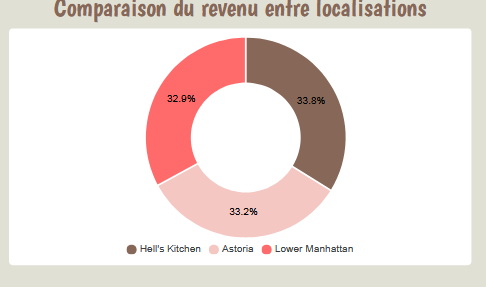 Comparaison du revenu entre localisations
32.9%
33.8%
33.2%
Hell's Kitchen Astoria Lower Manhattan